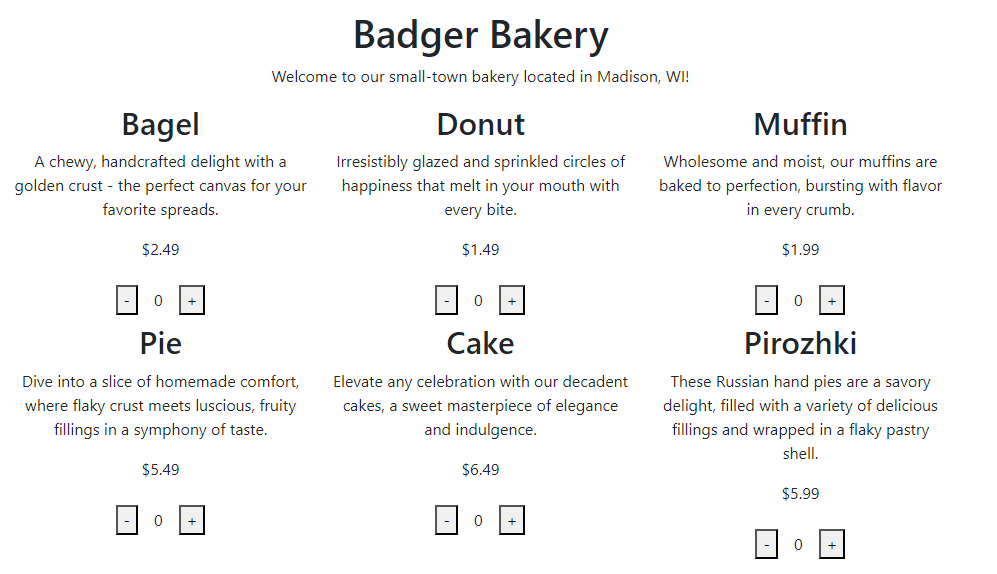 Badger Bakery
Welcome to our small-town bakery located in Madison, WI!
Bagel
A chewy, handcrafted delight with a
golden crust - the perfect canvas for your
favorite spreads.
$2.49
- 0 +
Donut
Irresistibly glazed and sprinkled circles of
happiness that melt in your mouth with
every bite.
$1.49
- 0 +
Muffin
Wholesome and moist, our muffins are
baked to perfection, bursting with flavor
in every crumb.
$1.99
- 0 +
Pie
Dive into a slice of homemade comfort,
where flaky crust meets luscious, fruity
fillings in a symphony of taste.
$5.49
- 0 +
Cake
Elevate any celebration with our decadent
cakes, a sweet masterpiece of elegance
and indulgence.
$6.49
- 0 +
Pirozhki
These Russian hand pies are a savory
delight, filled with a variety of delicious
fillings and wrapped in a flaky pastry
shell.
$5.99
- 0 +